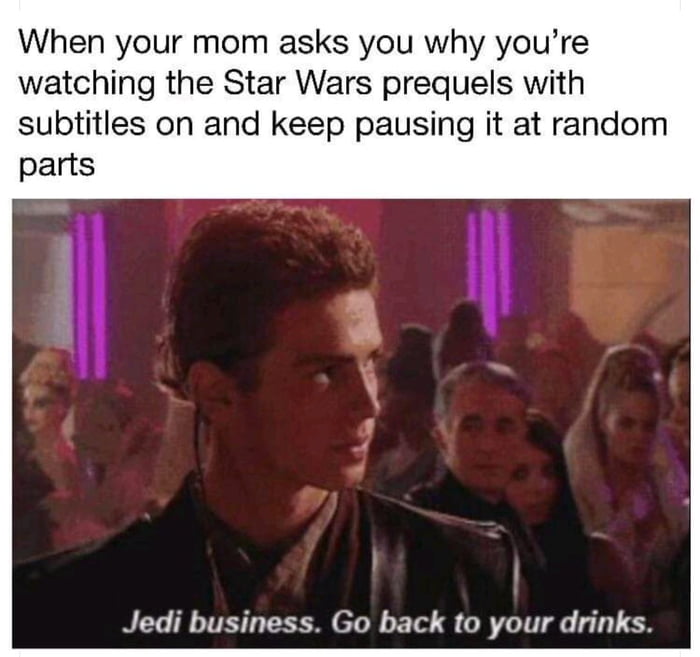 When your mom asks you why you’re
watching the Star Wars prequels with
subtitles on and keep pausing it at random
parts
Jedi business. Go back to your drinks.